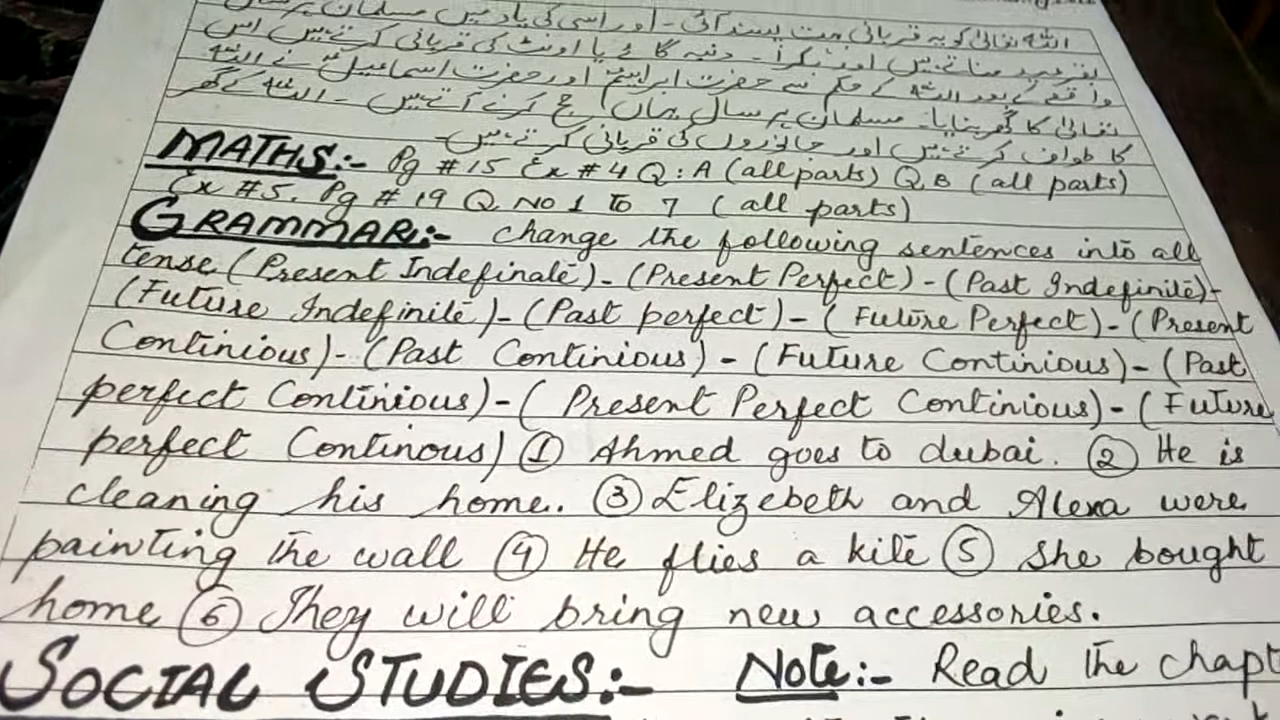 اللہ تعالیٰ کو یہ قربانی بہت پسند آئی - اور اسی کی یاد میں مسلمان ہر سال
بقر عید مناتے ہیں اور بکرا - دنبہ گائے یا اونٹ کی قربانی کرتے ہیں اس
واقعے کے بعد اللہ کے حکم سے حضرت ابراہیمؑ اور حضرت اسماعیلؑ نے اللہ
تعالیٰ کا گھر بنایا - مسلمان ہر سال یہاں حج کرنے آتے ہیں - اللہ کے گھر
کا طواف کرتے ہیں اور جانوروں کی قربانی کرتے ہیں -
MATHS:- Pg # 15 Ex # 4 Q: A (all parts) Q.B (all parts)
Ex #5. Pg # 19 Q. No 1 To 7 (all parts)
GRAMMAR:- change the following sentences into all
tense (Present Indefinate) - (Present Perfect) - (Past Indefinite)-
(Future Indefinite) - (Past perfect) - (Future Perfect) - (Present
Continious) - (Past Continious) - (Future Continious) - (Past
perfect Continious) - (Present Perfect Continious) - (Future
perfect Continous) ① Ahmed goes to dubai. ② He is
cleaning his home. ③ Elizebeth and Alexa were
painting the wall ④ He flies a kite ⑤ She bought
home ⑥ They will bring new accessories.
SOCIAL STUDIES:- Note:- Read the chapt